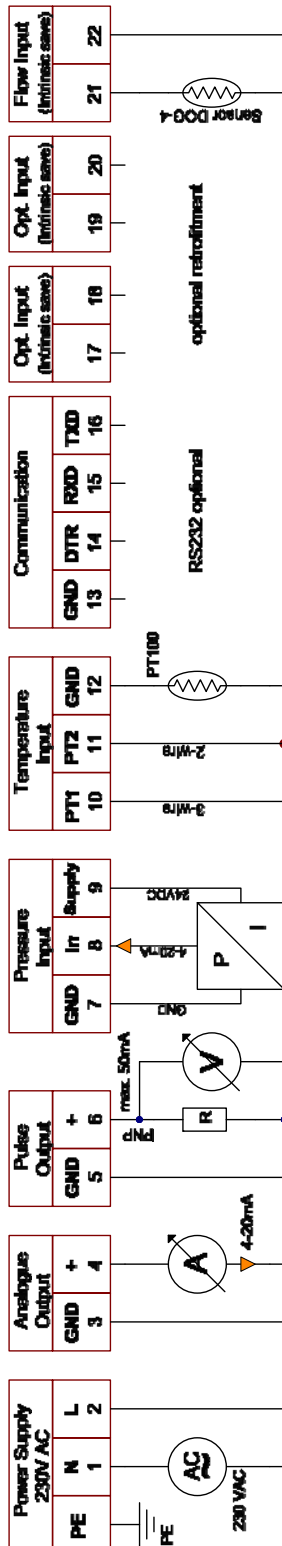 Power Supply
230V AC
PE N L
1 2
PE
AC
230 VAC
Analogue
Output
GND +
3 4
A
4-20mA
Pulse
Output
GND +
5 6
PNP
max. 50mA
R
V
Pressure
Input
GND In Supply
7 8 9
GND
4-20mA
24VDC
P
I
Temperature
Input
PT1 PT2 GND
10 11 12
3-wire
2-wire
PT100
Communication
GND DTR RXD TXD
13 14 15 16
RS232 optional
Opt. Input
(Intrinsic save)
17 18
Opt. Input
(Intrinsic save)
19 20
optional retrofitment
Flow Input
(Intrinsic save)
21 22
Sensor DOG-4